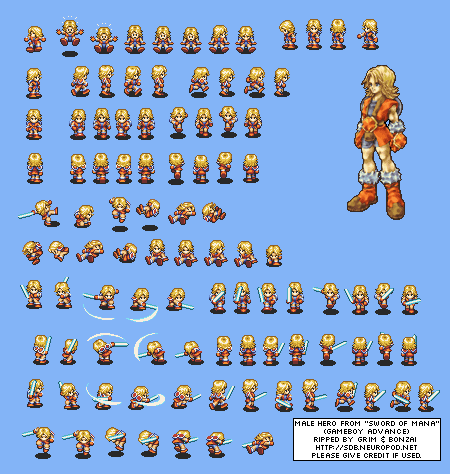 MALE HERO FROM "SWORD OF MANA"
(GAMEBOY ADVANCE)
RIPPED BY GRIM & BONZAI
HTTP://SDB.NEUROPOD.NET
PLEASE GIVE CREDIT IF USED.